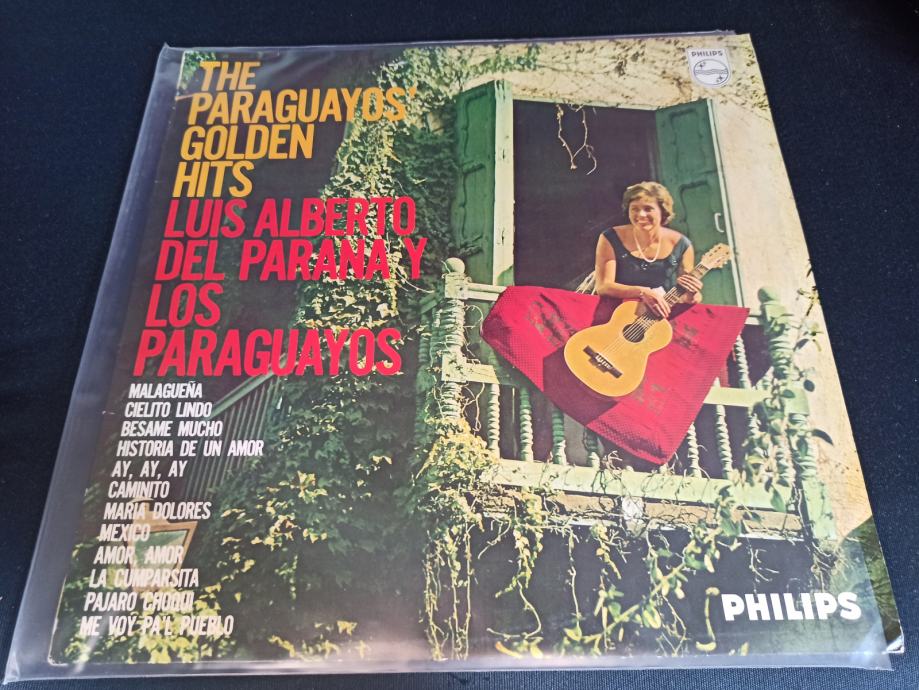 THE
PARAGUAYOS'
GOLDEN
HITS
LUIS ALBERTO
DEL PARANA Y
LOS
PARAGUAYOS
MALAGUEÑA
CIELITO LINDO
BESAME MUCHO
HISTORIA DE UN AMOR
AY, AY, AY
CAMINITO
MARIA DOLORES
MEXICO
AMOR AMOR
LA CUMPARSITA
PAJARO CHOQUI
ME VOY PA'L PUEBLO
PHILIPS
PHILIPS